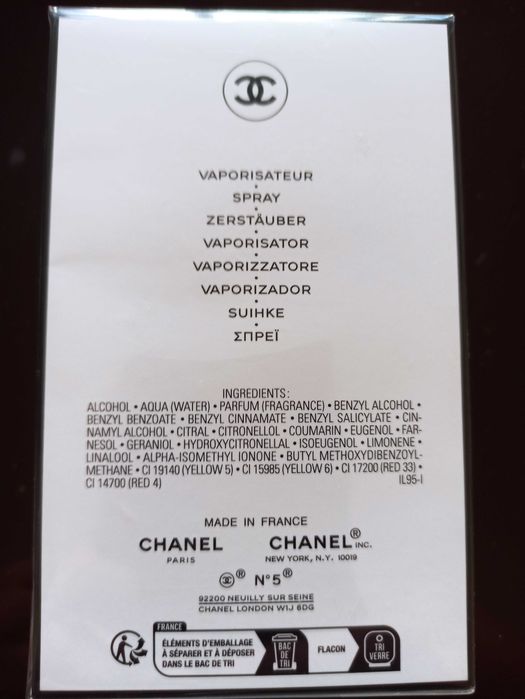 VAPORISATEUR
SPRAY
ZERSTÄUBER
VAPORISATOR
VAPORIZZATORE
VAPORIZADOR
SUIHKE
ΣΠΡΕΪ
INGREDIENTS:
ALCOHOL • AQUA (WATER) • PARFUM (FRAGRANCE) • BENZYL ALCOHOL •
BENZYL BENZOATE • BENZYL CINNAMATE • BENZYL SALICYLATE • CIN-
NAMYL ALCOHOL • CITRAL • CITRONELLOL • COUMARIN • EUGENOL • FAR-
NESOL • GERANIOL • HYDROXYCITRONELLAL • ISOEUGENOL • LIMONENE •
LINALOOL • ALPHA-ISOMETHYL IONONE • BUTYL METHOXYDIBENZOYL-
METHANE • CI 19140 (YELLOW 5) • CI 15985 (YELLOW 6) • CI 17200 (RED 33) •
CI 14700 (RED 4) IL95-I
MADE IN FRANCE
CHANEL CHANEL® INC.
PARIS NEW YORK, N.Y. 10019
® N°5®
92200 NEUILLY SUR SEINE
CHANEL LONDON W1J 6DG
FRANCE
ÉLÉMENTS D'EMBALLAGE
À SÉPARER ET À DÉPOSER
DANS LE BAC DE TRI
BAC
DE
TRI
FLACON
TRI
VERRE